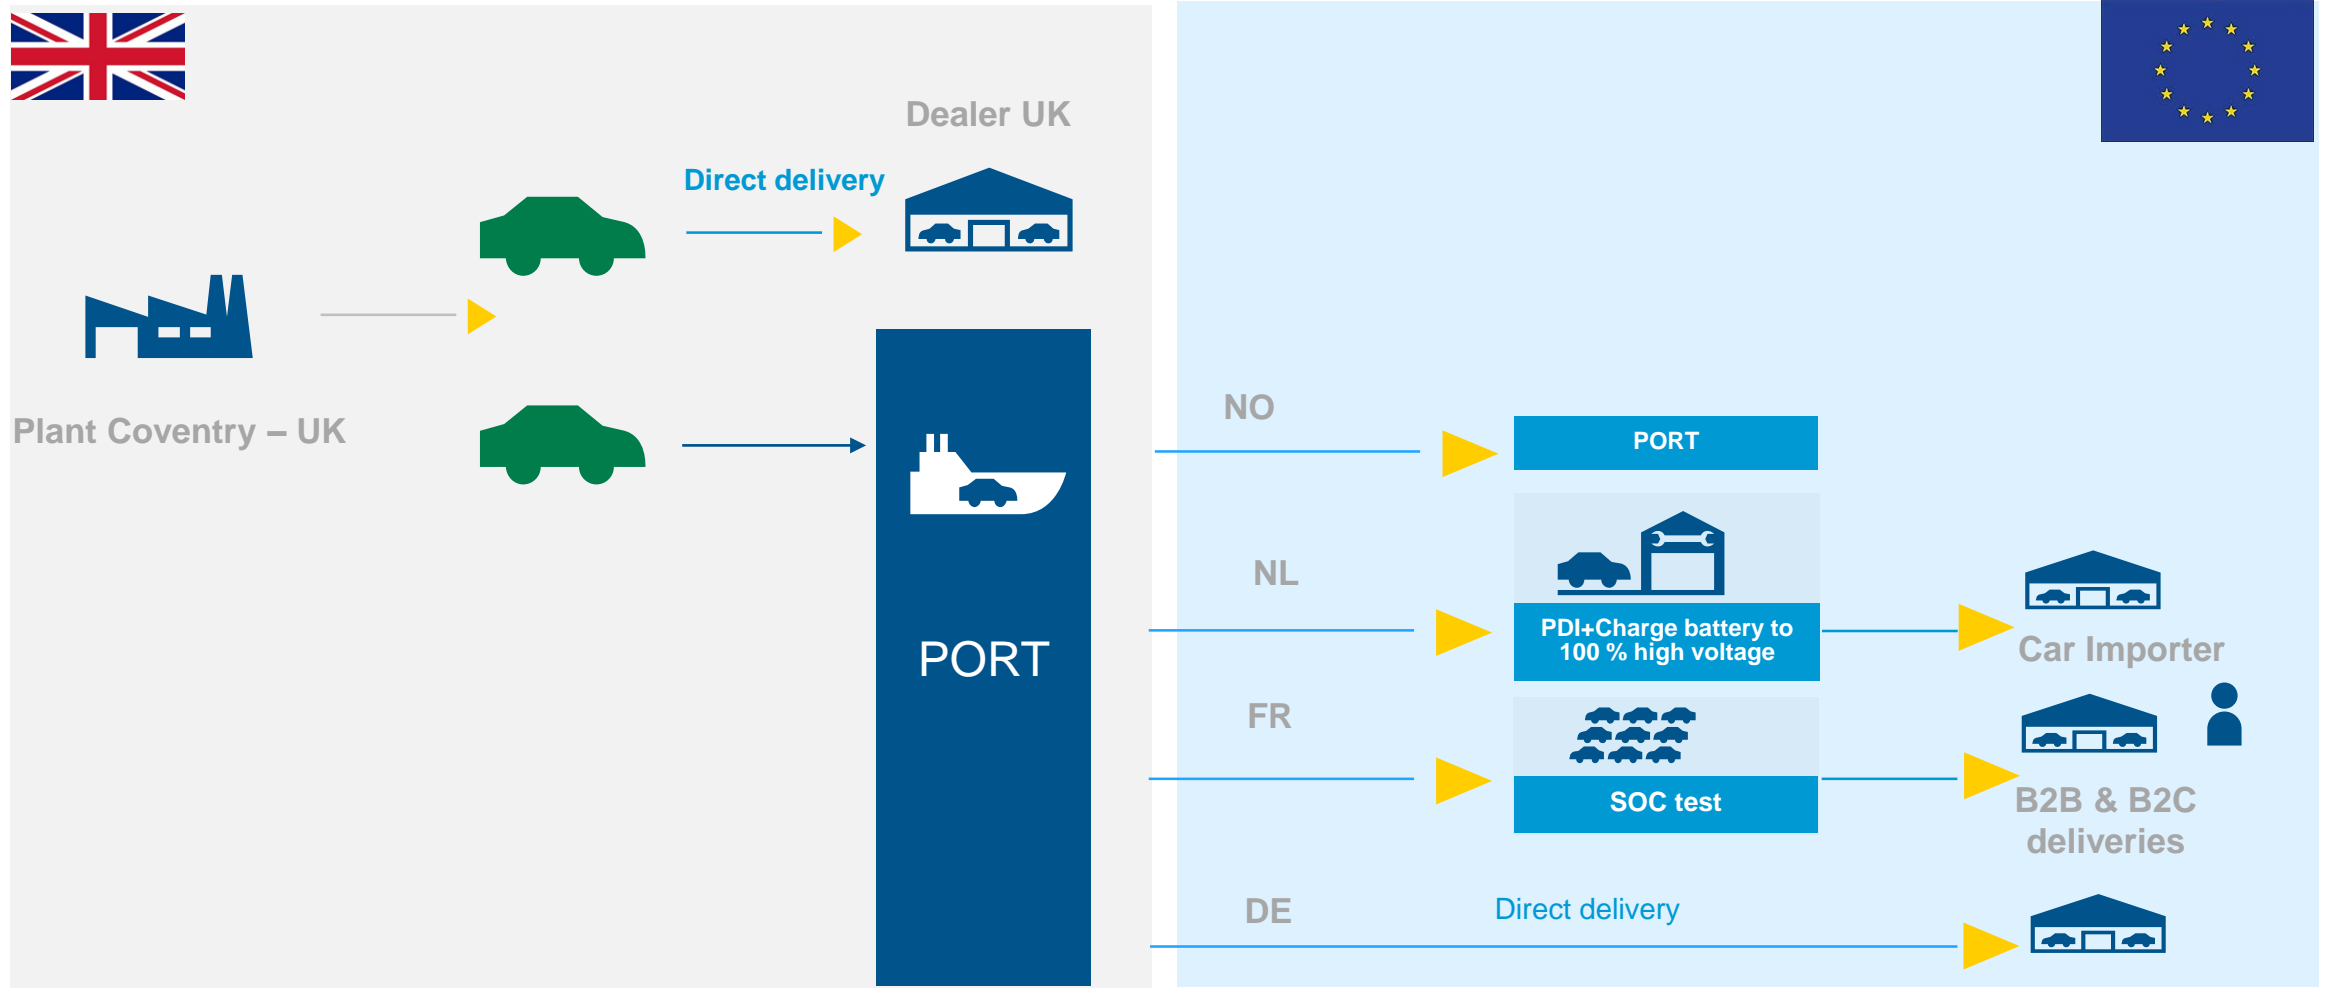 Dealer UK
Direct delivery
Plant Coventry – UK
PORT
NO
PORT
NL
PDI+Charge battery to
100 % high voltage
Car Importer
FR
SOC test
B2B & B2C
deliveries
DE
Direct delivery